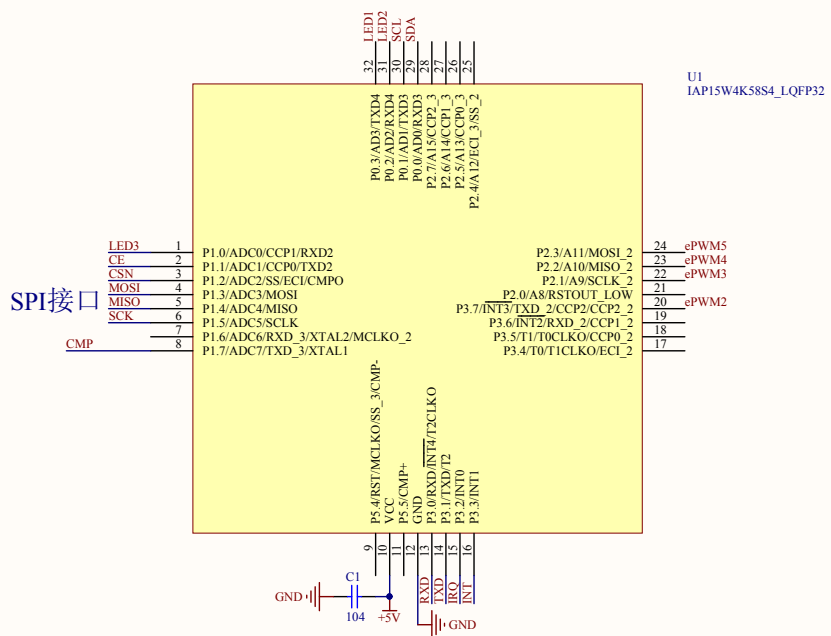 LED1
LED2
SCL
SDA
32
31
30
29
28
27
26
25
U1
IAP15W4K58S4_LQFP32
P0.3/AD3/TXD4
P0.2/AD2/RXD4
P0.1/AD1/TXD3
P0.0/AD0/RXD3
P2.7/A15/CCP2_3
P2.6/A14/CCP1_3
P2.5/A13/CCP0_3
P2.4/A12/ECI_3/SS_2
SPI接口
LED3 1 P1.0/ADC0/CCP1/RXD2
CE 2 P1.1/ADC1/CCP0/TXD2
CSN 3 P1.2/ADC2/SS/ECI/CMPO
MOSI 4 P1.3/ADC3/MOSI
MISO 5 P1.4/ADC4/MISO
SCK 6 P1.5/ADC5/SCLK
7 P1.6/ADC6/RXD_3/XTAL2/MCLKO_2
CMP 8 P1.7/ADC7/TXD_3/XTAL1
P2.3/A11/MOSI_2 24 ePWM5
P2.2/A10/MISO_2 23 ePWM4
P2.1/A9/SCLK_2 22 ePWM3
P2.0/A8/RSTOUT_LOW 21
P3.7/INT3/TXD_2/CCP2/CCP2_2 20 ePWM2
P3.6/INT2/RXD_2/CCP1_2 19
P3.5/T1/T0CLKO/CCP0_2 18
P3.4/T0/T1CLKO/ECI_2 17
P5.4/RST/MCLKO/SS_3/CMP-
VCC
P5.5/CMP+
GND
P3.0/RXD/INT4/T2CLKO
P3.1/TXD/T2
P3.2/INT0
P3.3/INT1
9
10
11
12
13
14
15
16
RXD
TXD
IRQ
INT
C1
GND
104
+5V
GND